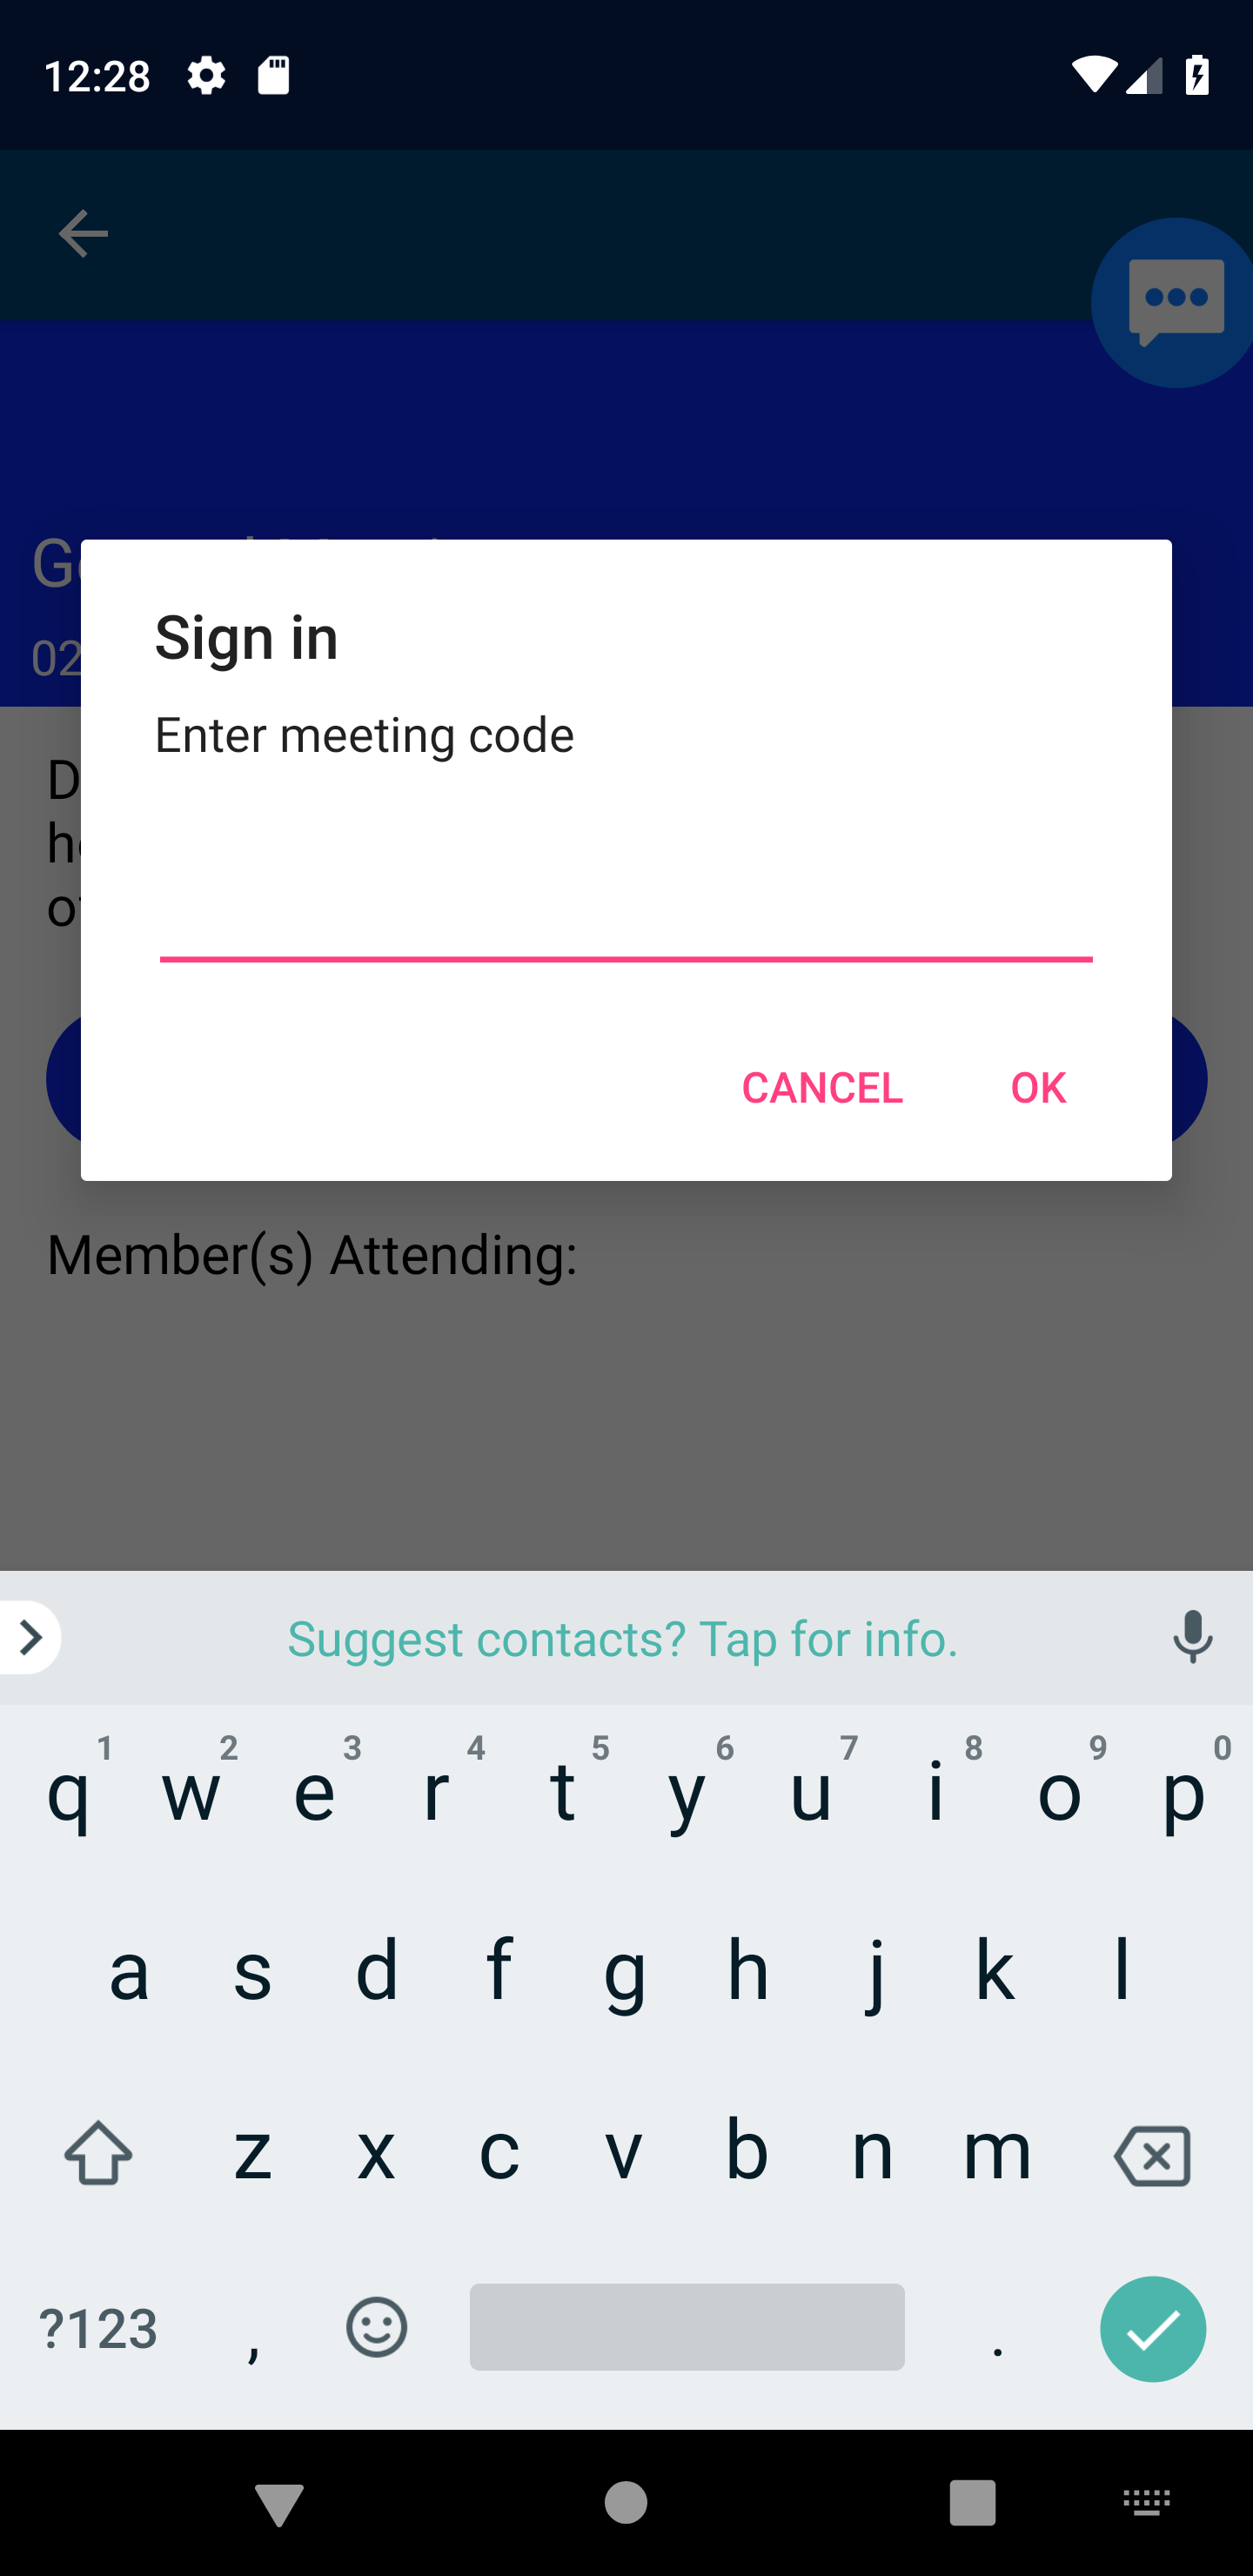 12:28
02
Sign in
Enter meeting code
CANCEL OK
Member(s) Attending:
Suggest contacts? Tap for info.
1 2 3 4 5 6 7 8 9 0
q w e r t y u i o p
a s d f g h j k l
z x c v b n m
?123 , .